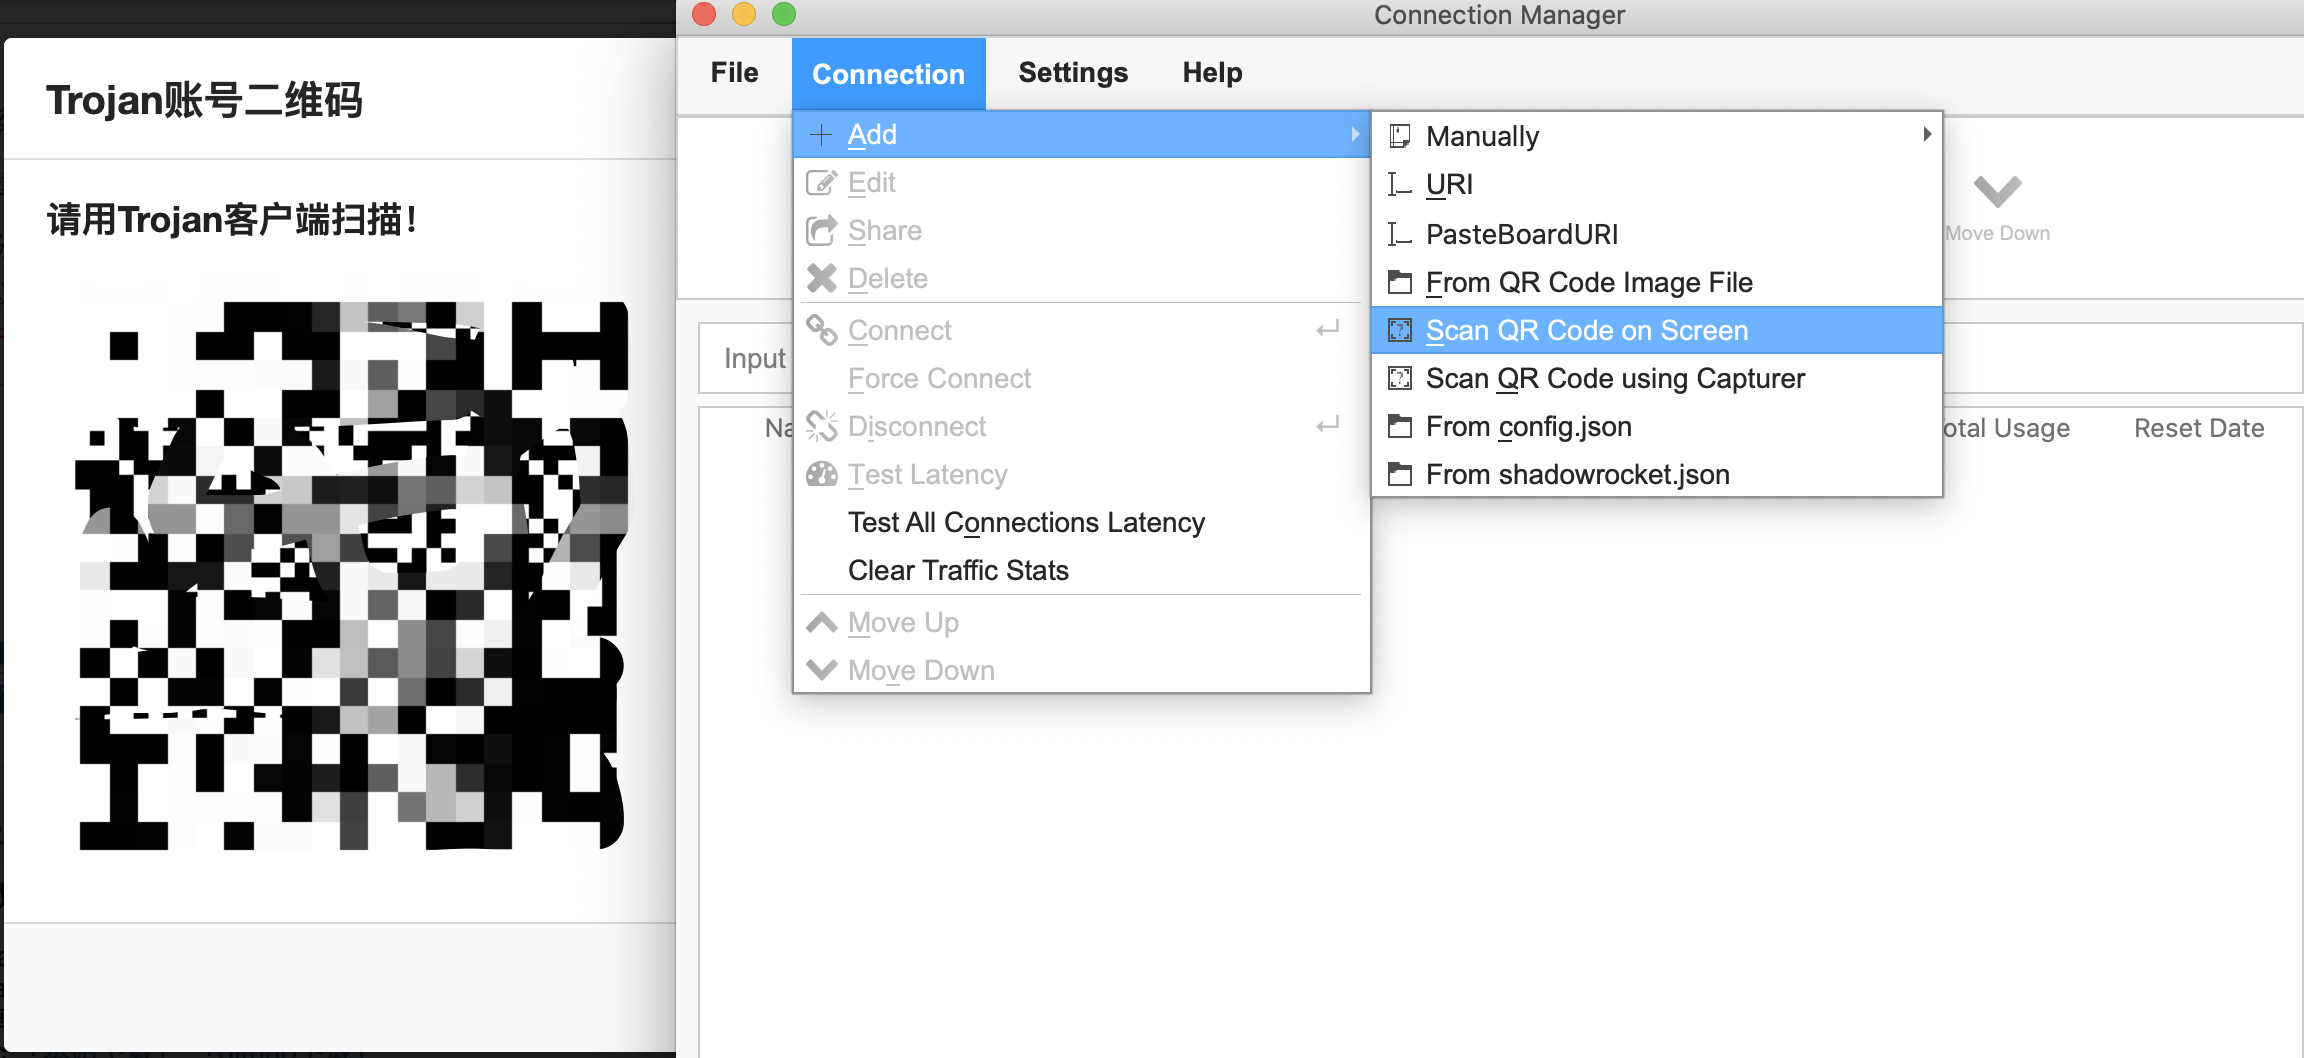 Trojan账号二维码
请用Trojan客户端扫描！
Connection Manager
File Connection Settings Help
Add
Edit
Share
Delete
Connect
Force Connect
Disconnect
Test Latency
Test All Connections Latency
Clear Traffic Stats
Move Up
Move Down
Manually
URI
PasteBoardURI
From QR Code Image File
Scan QR Code on Screen
Scan QR Code using Capturer
From config.json
From shadowrocket.json
Move Down
Input
Usage Reset Date